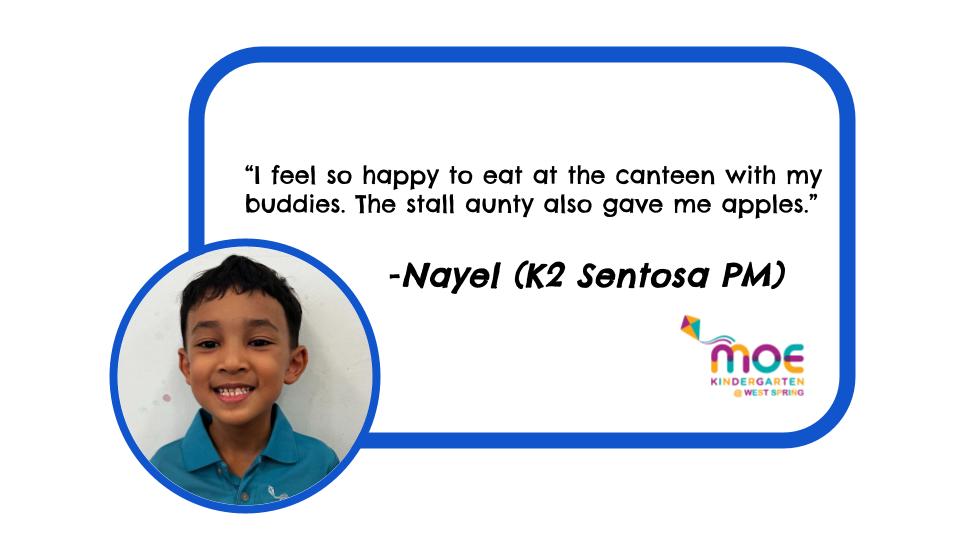 “I feel so happy to eat at the canteen with my
buddies. The stall aunty also gave me apples.”
-Nayel (K2 Sentosa PM)
moe
KINDERGARTEN
@ WEST SPRING